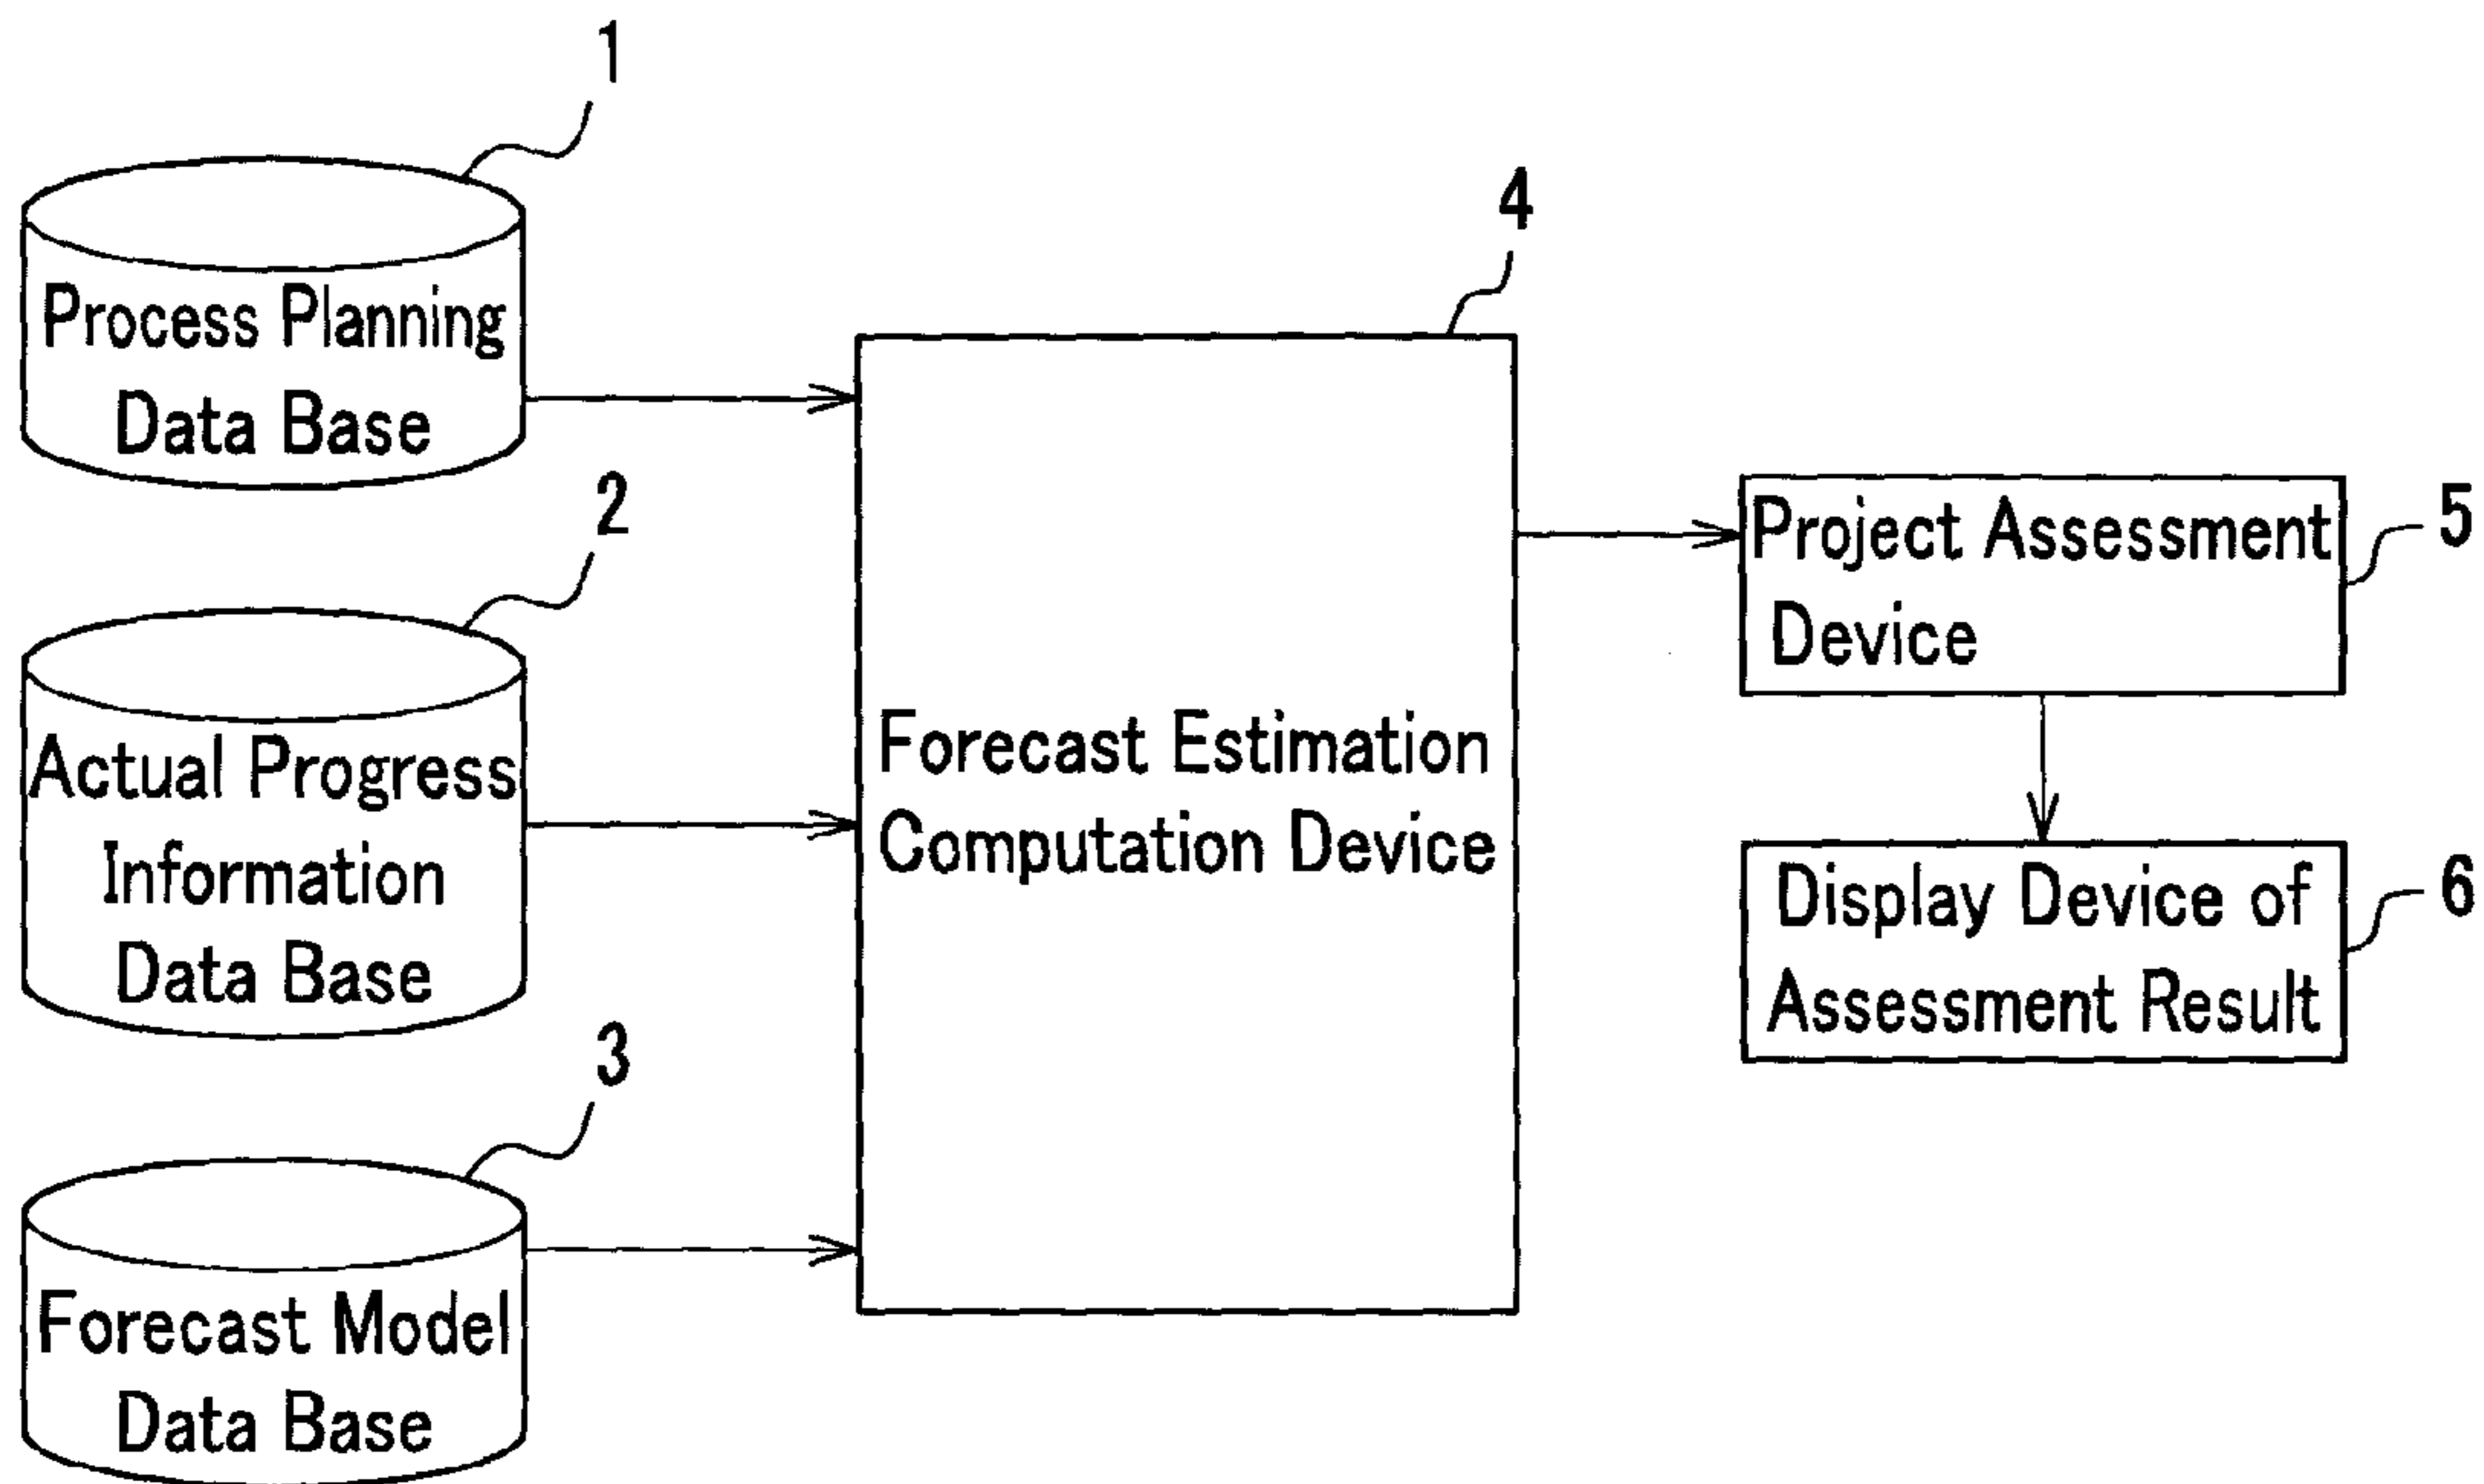 1
Process Planning
Data Base
2
Actual Progress
Information
Data Base
3
Forecast Model
Data Base
4
Forecast Estimation
Computation Device
Project Assessment
Device
5
Display Device of
Assessment Result
6